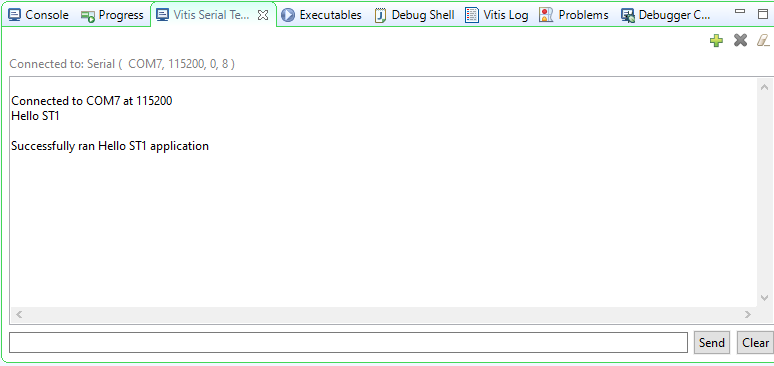 Console Progress Vitis Serial Te... Executables Debug Shell Vitis Log Problems Debugger C...
Connected to: Serial ( COM7, 115200, 0, 8 )
Connected to COM7 at 115200
Hello ST1
Successfully ran Hello ST1 application
Send Clear